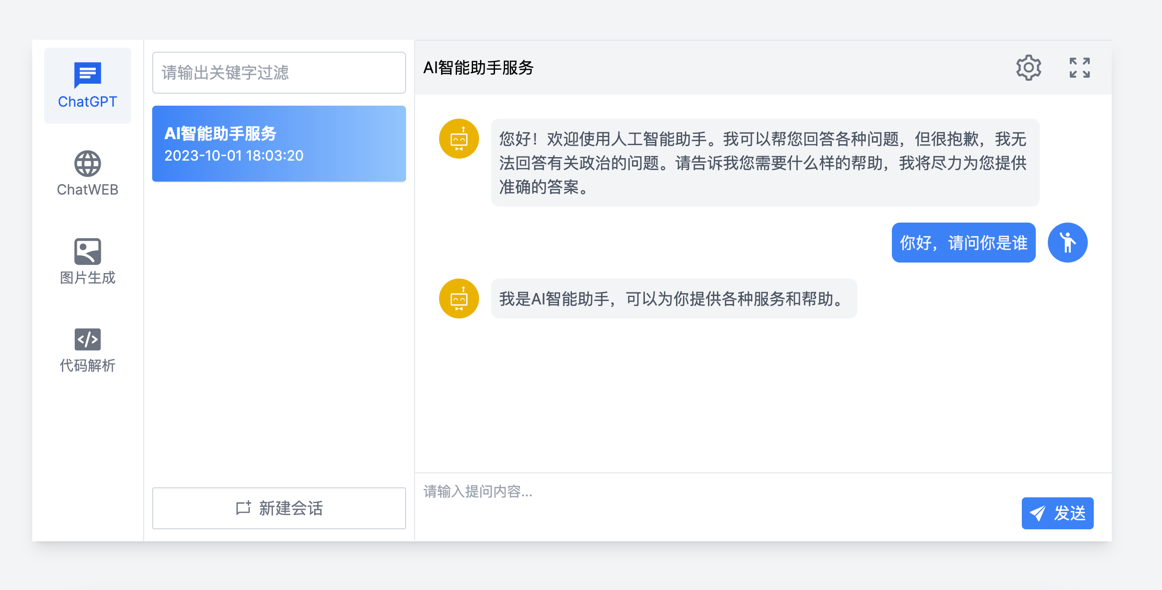 ChatGPT
ChatWEB
图片生成
代码解析
请输出关键字过滤
AI智能助手服务
2023-10-01 18:03:20
新建会话
AI智能助手服务
您好！欢迎使用人工智能助手。我可以帮您回答各种问题，但很抱歉，我无
法回答有关政治的问题。请告诉我您需要什么样的帮助，我将尽力为您提供
准确的答案。
你好，请问你是谁
我是AI智能助手，可以为你提供各种服务和帮助。
请输入提问内容...
发送